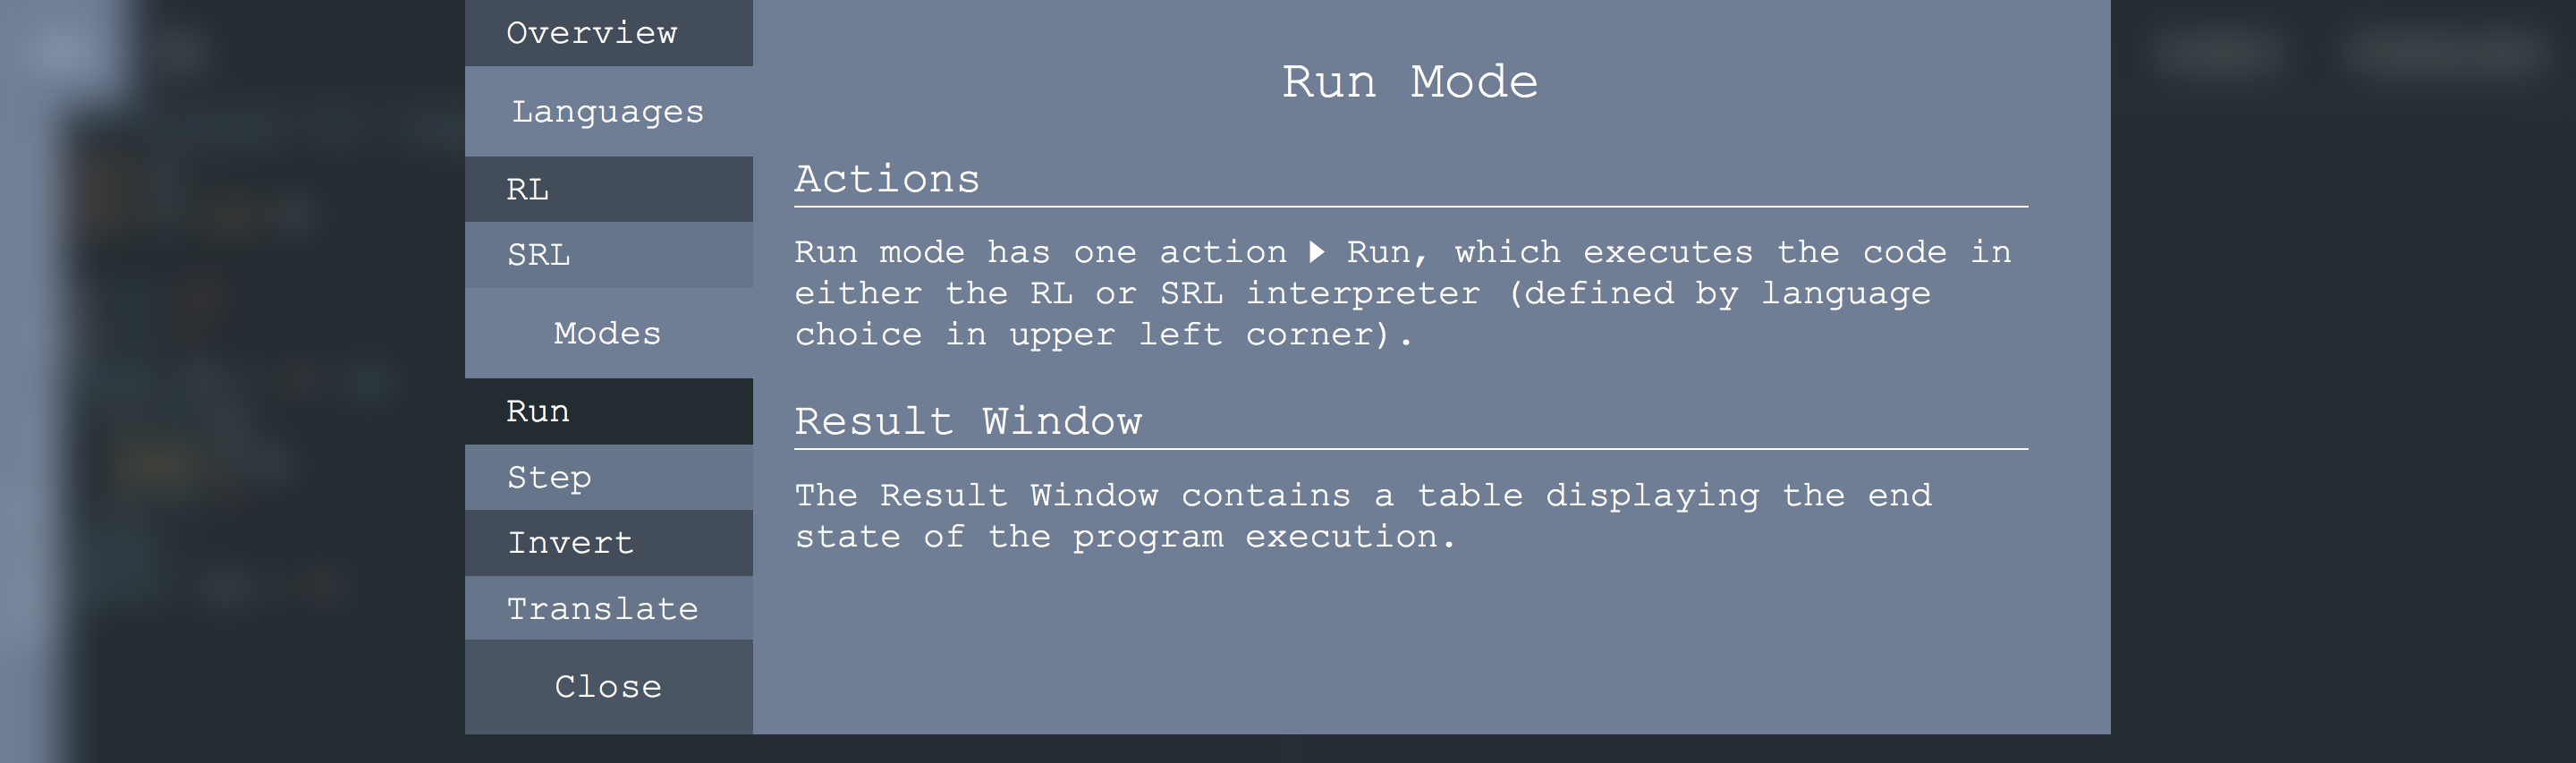 Overview
Languages
RL
SRL
Modes
Run
Step
Invert
Translate
Close
Run Mode
Actions
Run mode has one action ▶ Run, which executes the code in
either the RL or SRL interpreter (defined by language
choice in upper left corner).
Result Window
The Result Window contains a table displaying the end
state of the program execution.